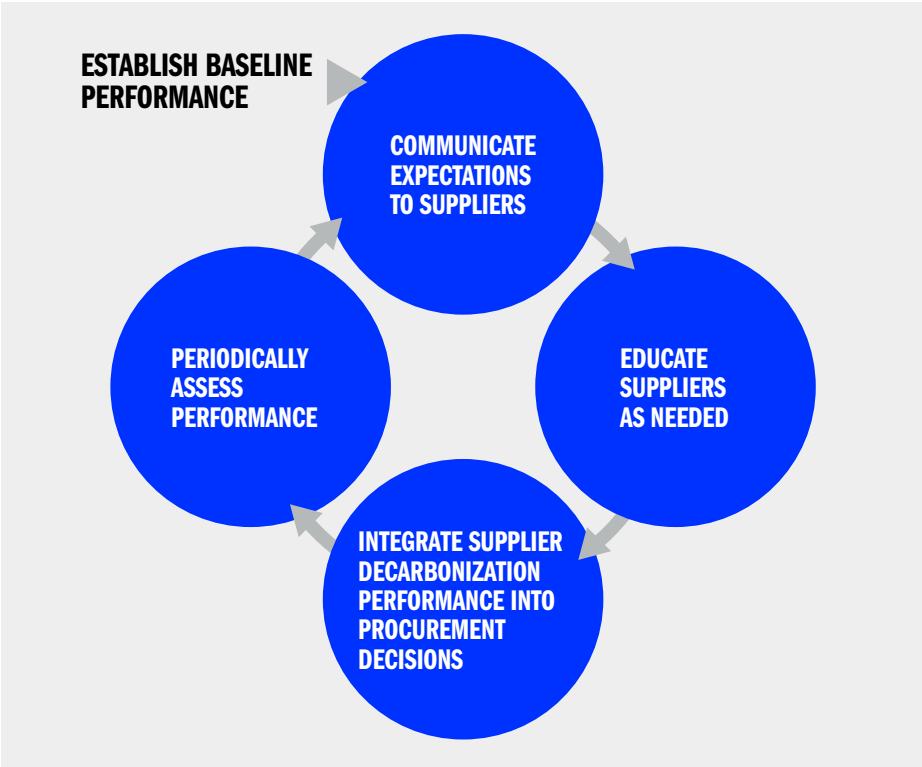 ESTABLISH BASELINE
PERFORMANCE
COMMUNICATE
EXPECTATIONS
TO SUPPLIERS
EDUCATE
SUPPLIERS
AS NEEDED
INTEGRATE SUPPLIER
DECARBONIZATION
PERFORMANCE INTO
PROCUREMENT
DECISIONS
PERIODICALLY
ASSESS
PERFORMANCE